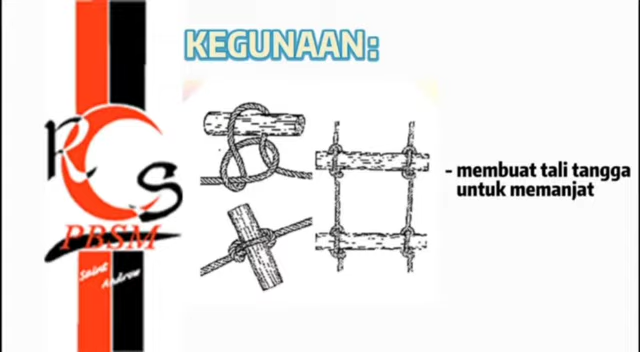 KEGUNAAN:
RCS
PBSM
Saint
Andrew
- membuat tali tangga
untuk memanjat